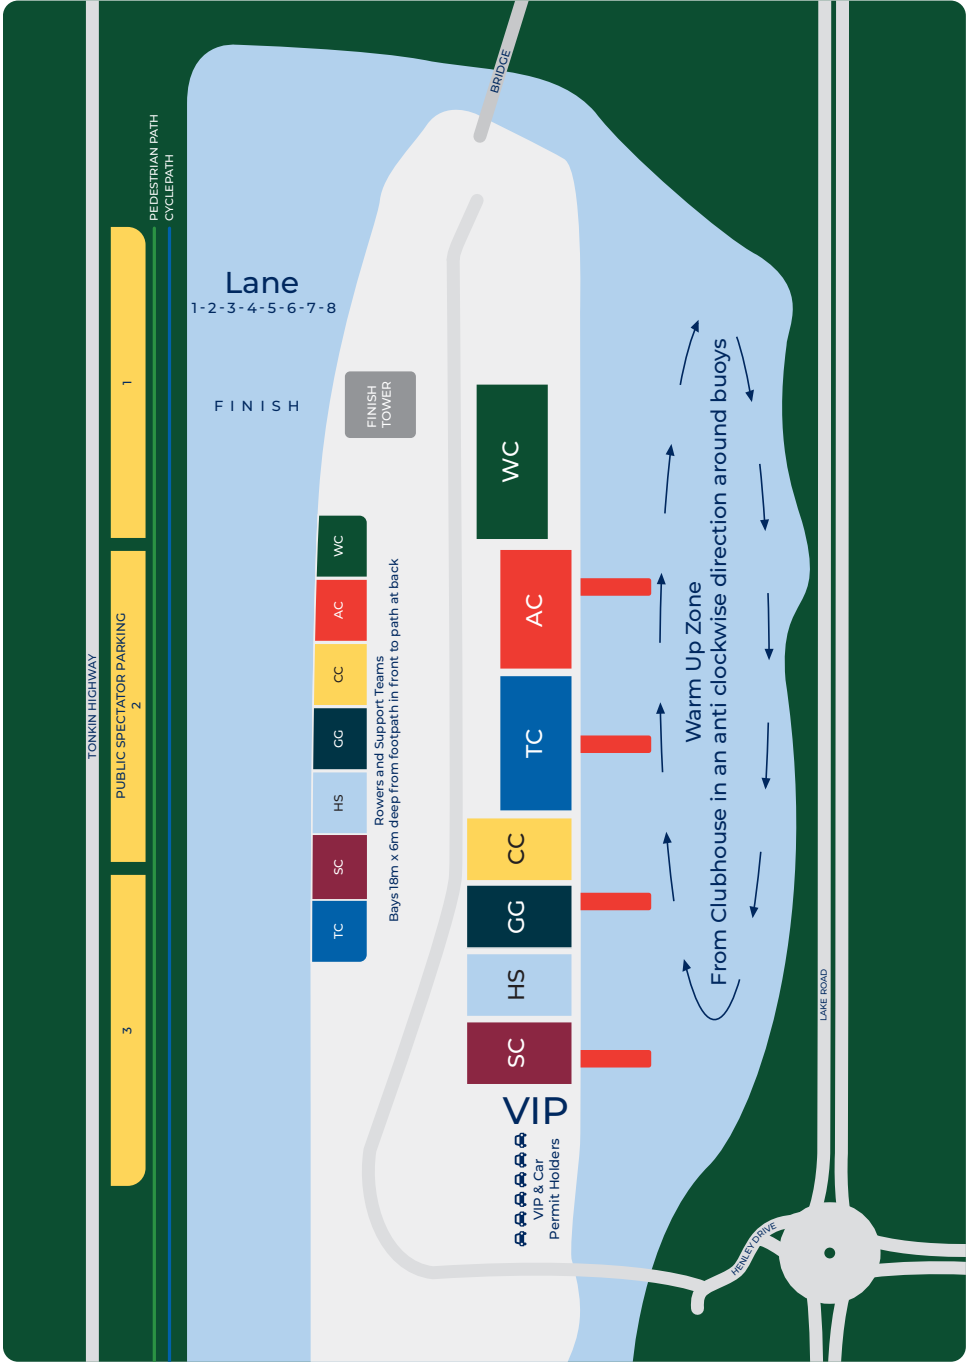 BRIDGE
PEDESTRIAN PATH
CYCLEPATH
TONKIN HIGHWAY
PUBLIC SPECTATOR PARKING
1
2
3
Lane
1-2-3-4-5-6-7-8
FINISH
FINISH
TOWER
WC
AC
CC
GG
HS
SC
TC
Rowers and Support Teams
Bays 18m x 6m deep from footpath in front to path at back
WC
AC
TC
CC
GG
HS
SC
VIP
VIP & Car
Permit Holders
Warm Up Zone
From Clubhouse in an anti clockwise direction around buoys
LAKE ROAD
HENLEY DRIVE